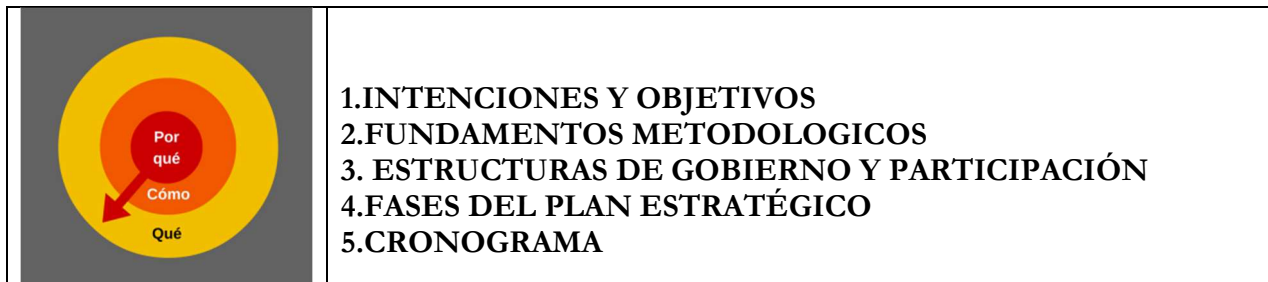 Por
qué
Cómo
Qué
1.INTENCIONES Y OBJETIVOS
2.FUNDAMENTOS METODOLOGICOS
3. ESTRUCTURAS DE GOBIERNO Y PARTICIPACIÓN
4.FASES DEL PLAN ESTRATÉGICO
5.CRONOGRAMA